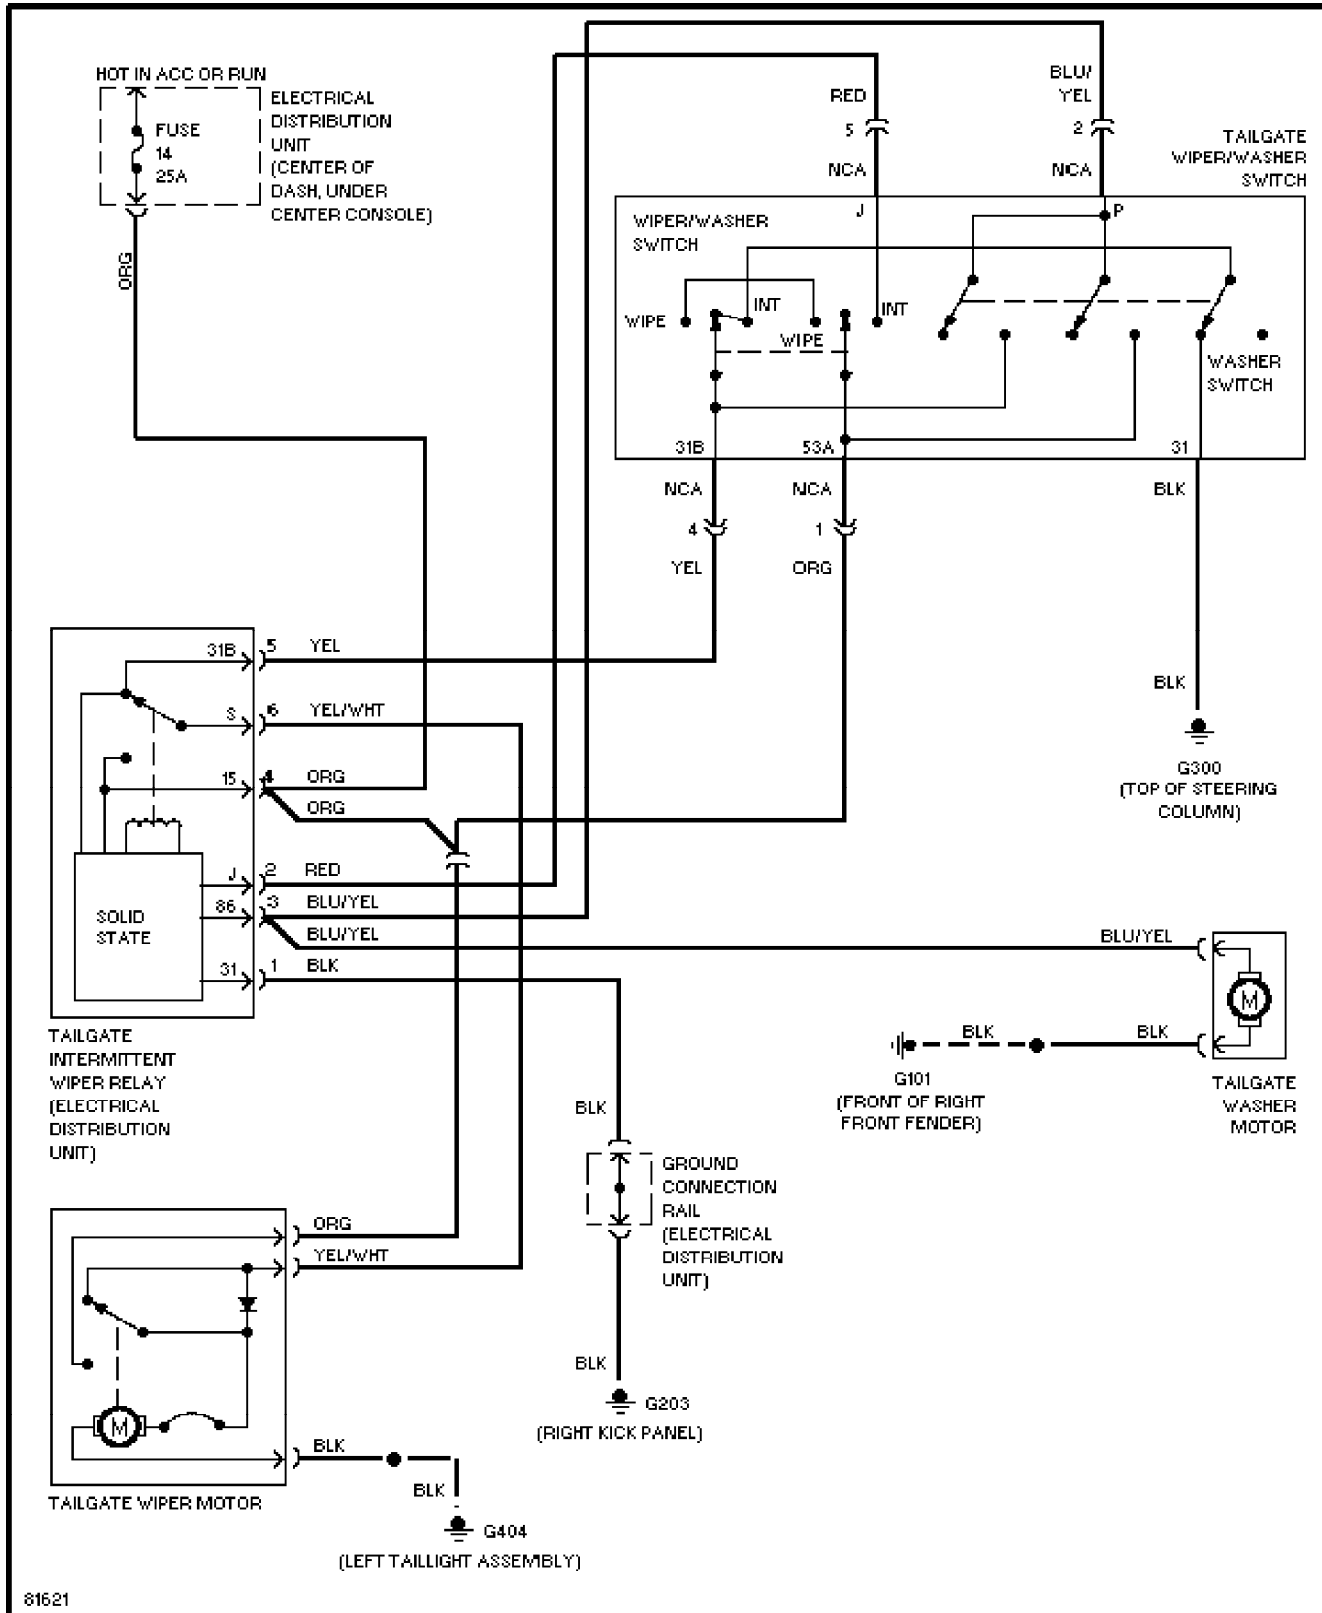 HOT IN ACC OR RUN
FUSE
14
25A
ELECTRICAL
DISTRIBUTION
UNIT
(CENTER OF
DASH, UNDER
CENTER CONSOLE)
ORG
RED
5
NCA
BLU/
YEL
2
NCA
TAILGATE
WIPER/WASHER
SWITCH
WIPER/WASHER
SWITCH
J
P
WIPE
INT
WIPE
INT
WASHER
SWITCH
31B
53A
31
NCA
NCA
BLK
4
1
YEL
ORG
BLK
G300
(TOP OF STEERING
COLUMN)
31B
5
YEL
S
6
YEL/WHT
15
4
ORG
ORG
J
2
RED
86
3
BLU/YEL
BLU/YEL
31
1
BLK
SOLID
STATE
TAILGATE
INTERMITTENT
WIPER RELAY
(ELECTRICAL
DISTRIBUTION
UNIT)
BLU/YEL
M
BLK
BLK
G101
(FRONT OF RIGHT
FRONT FENDER)
TAILGATE
WASHER
MOTOR
BLK
GROUND
CONNECTION
RAIL
(ELECTRICAL
DISTRIBUTION
UNIT)
BLK
G203
(RIGHT KICK PANEL)
ORG
YEL/WHT
M
BLK
TAILGATE WIPER MOTOR
BLK
G404
(LEFT TAILLIGHT ASSEMBLY)
81621